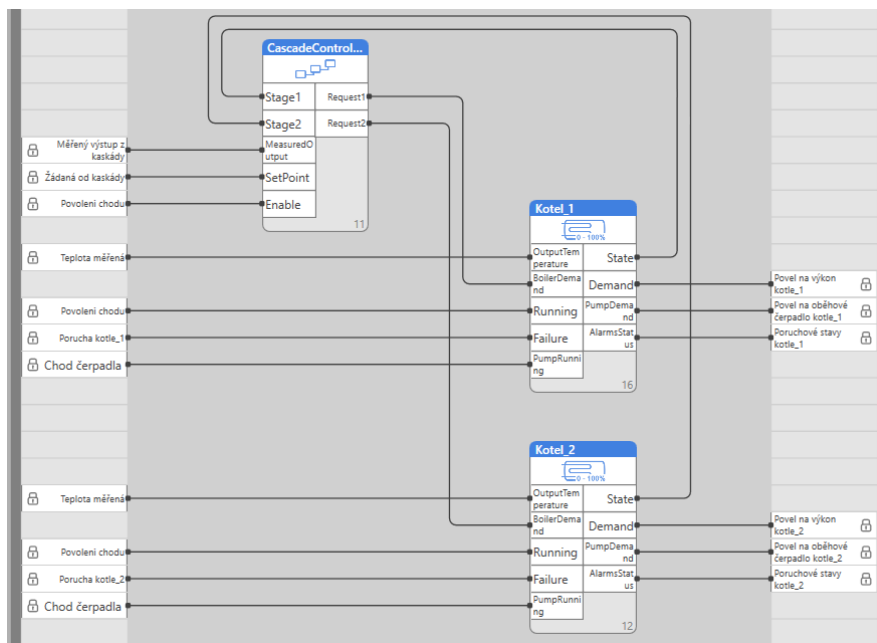 CascadeControl...
Stage1
Request1
Stage2
Request2
Měřený výstup z
kaskády
MeasuredO
utput
Žádaná od kaskády
SetPoint
Povoleni chodu
Enable
11
Kotel_1
0 - 100%
Teplota měřená
OutputTem
perature
State
BoilerDema
nd
Demand
Povel na výkon
kotle_1
Povoleni chodu
Running
PumpDema
nd
Povel na oběhové
čerpadlo kotle_1
Porucha kotle_1
Failure
AlarmsStat
us
Poruchové stavy
kotle_1
Chod čerpadla
PumpRunni
ng
16
Kotel_2
0 - 100%
Teplota měřená
OutputTem
perature
State
BoilerDema
nd
Demand
Povel na výkon
kotle_2
Povoleni chodu
Running
PumpDema
nd
Povel na oběhové
čerpadlo kotle_2
Porucha kotle_2
Failure
AlarmsStat
us
Poruchové stavy
kotle_2
Chod čerpadla
PumpRunni
ng
12